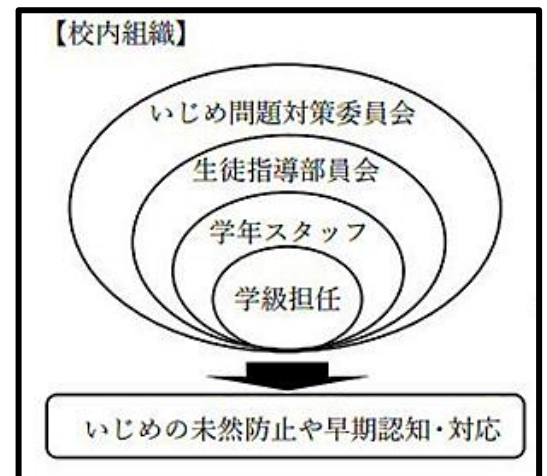 【校内組織】
いじめ問題対策委員会
生徒指導部員会
学年スタッフ
学級担任
いじめの未然防止や早期認知・対応